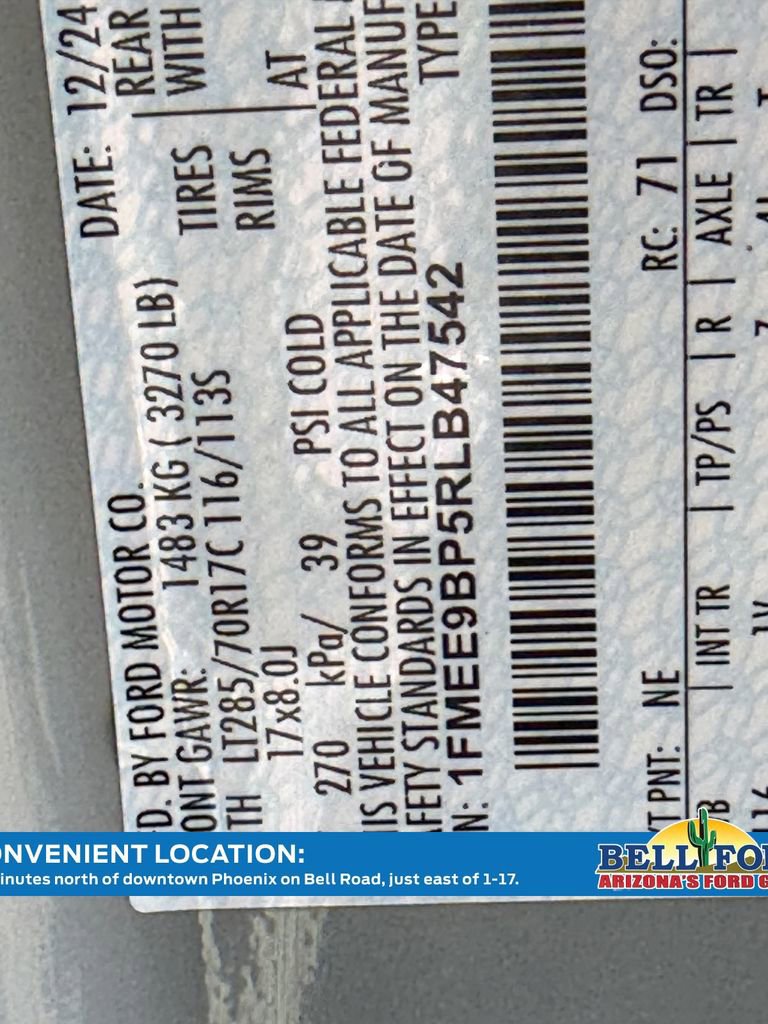 D. BY FORD MOTOR CO.
DATE: 12/24
ONT GAWR: 1483 KG ( 3270 LB)
REAR
TH LT285/70R17C 116/113S
TIRES WITH
17x8.0J
RIMS
270 kPa/ 39 PSI COLD
AT
IS VEHICLE CONFORMS TO ALL APPLICABLE FEDERAL
AFETY STANDARDS IN EFFECT ON THE DATE OF MANUF
N: 1FMEE9BP5RLB47542
TYPE
T PNT: NE RC: 71 DSO:
B | INT TR | TP/PS | R | AXLE | TR |
ONVENIENT LOCATION:
inutes north of downtown Phoenix on Bell Road, just east of 1-17.
BELL FO
ARIZONA'S FORD G